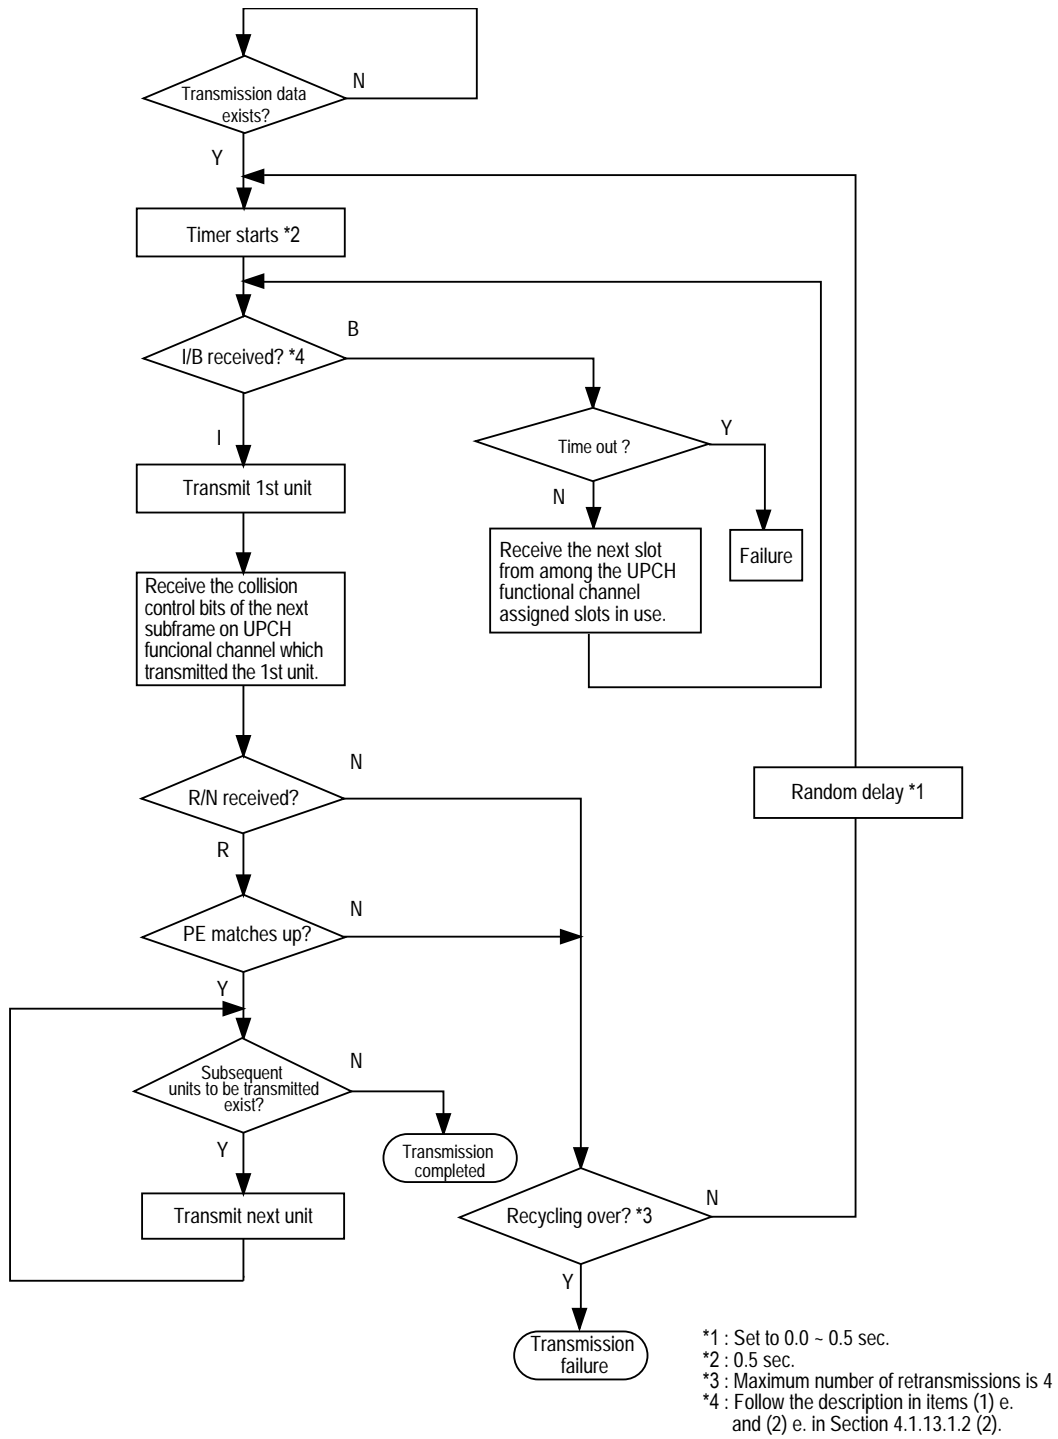 Transmission data
exists?
N
Y
Timer starts *2
I/B received? *4
B
I
Time out ?
Y
N
Transmit 1st unit
Receive the next slot
from among the UPCH
functional channel
assigned slots in use.
Failure
Receive the collision
control bits of the next
subframe on UPCH
funcional channel which
transmitted the 1st unit.
R/N received?
N
R
Random delay *1
PE matches up?
N
Y
Subsequent
units to be transmitted
exist?
N
Y
Transmission
completed
Transmit next unit
Recycling over? *3
N
Y
Transmission
failure
*1 : Set to 0.0 ~ 0.5 sec.
*2 : 0.5 sec.
*3 : Maximum number of retransmissions is 4
*4 : Follow the description in items (1) e.
and (2) e. in Section 4.1.13.1.2 (2).